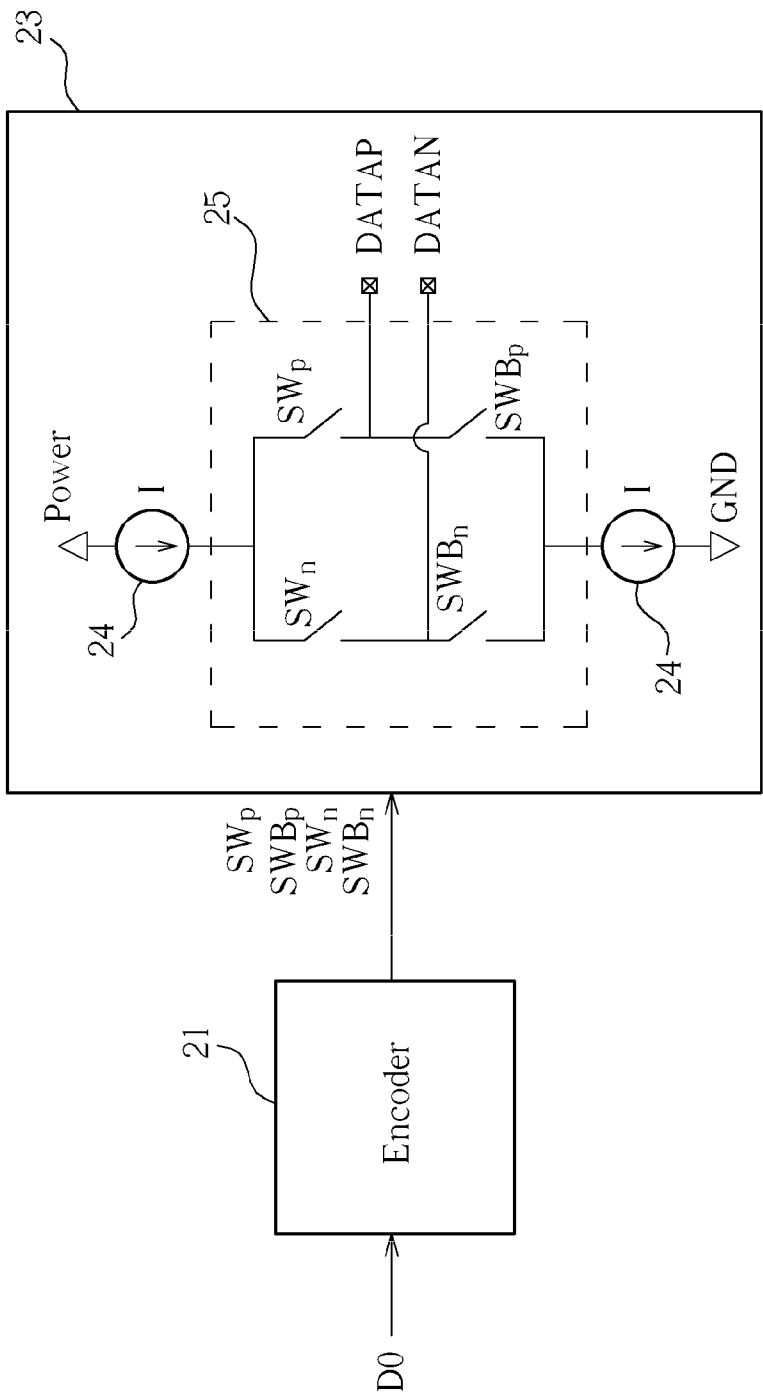 23
Power
I
24
25
SWn
SWp
DATAP
DATAN
SWBn
SWBp
I
24
GND
SWp
SWBp
SWn
SWBn
21
Encoder
D0